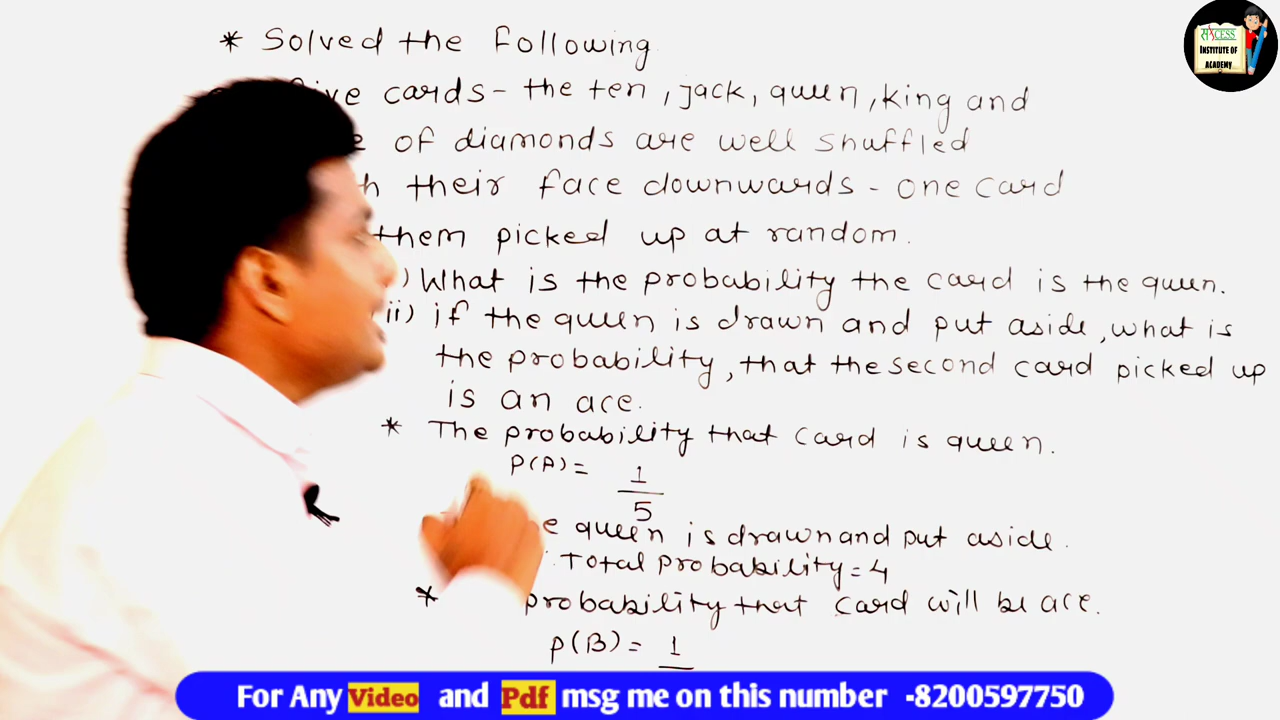 * Solved the following
cards - the ten, jack, queen, king and
of diamonds are well shuffled
their face downwards - one card
them picked up at random.
) What is the probability the card is the queen.
ii) if the queen is drawn and put aside, what is
the probability, that the second card picked up
is an ace.
* The probability that card is queen.
P(A) = 1/5
queen is drawn and put aside.
Total probability = 4
* probability that card will be ace.
P(B) = 1
સક્સેસ
INSTITUTE OF
ACADEMY
For Any Video and Pdf msg me on this number -8200597750